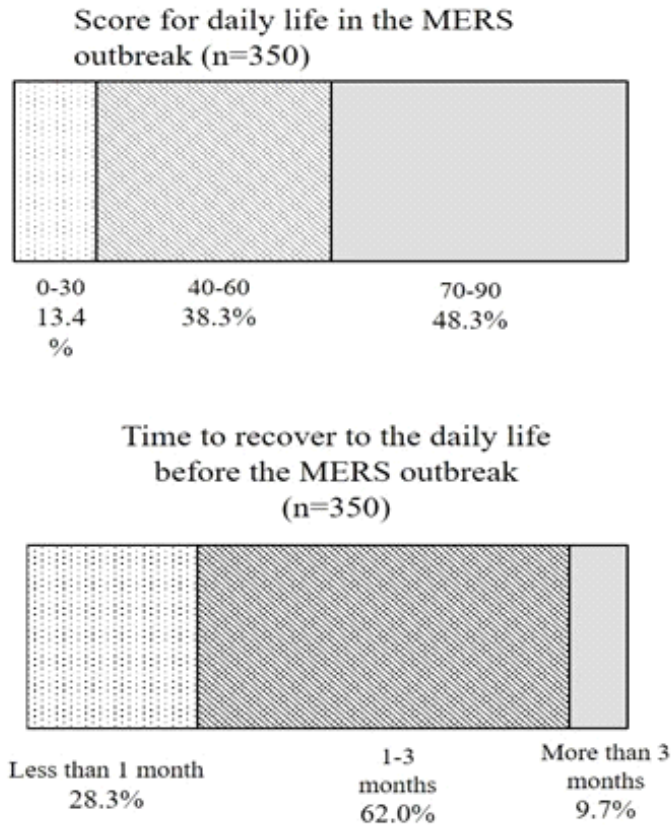 Score for daily life in the MERS
outbreak (n=350)
0-30 40-60 70-90
13.4 38.3% 48.3%
%
Time to recover to the daily life
before the MERS outbreak
(n=350)
Less than 1 month
28.3%
1-3
months
62.0%
More than 3
months
9.7%